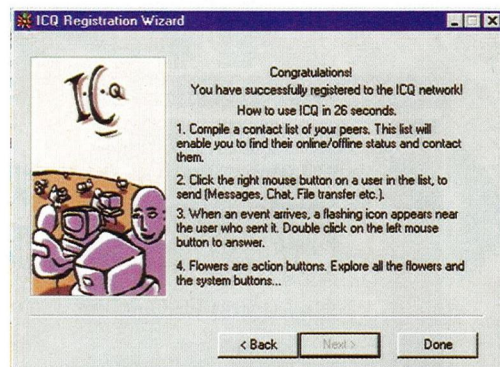 ICQ Registration Wizard
ICQ
Congratulations!
You have successfully registered to the ICQ network!
How to use ICQ in 26 seconds.
1. Compile a contact list of your peers. This list will
enable you to find their online/offline status and contact
them.
2. Click the right mouse button on a user in the list, to
send (Messages, Chat, File transfer etc.).
3. When an event arrives, a flashing icon appears near
the user who sent it. Double click on the left mouse
button to answer.
4. Flowers are action buttons. Explore all the flowers and
the system buttons...
< Back
Next >
Done